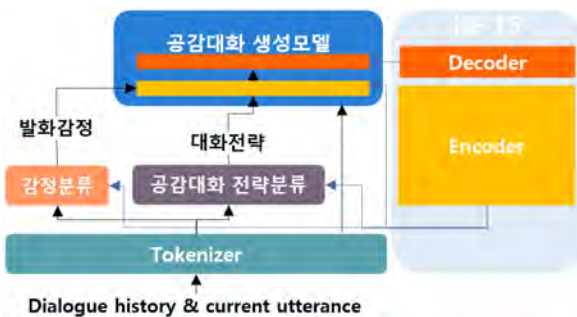 공감대화 생성모델
Decoder
발화감정
대화전략
Encoder
감정분류
공감대화 전략분류
Tokenizer
Dialogue history & current utterance